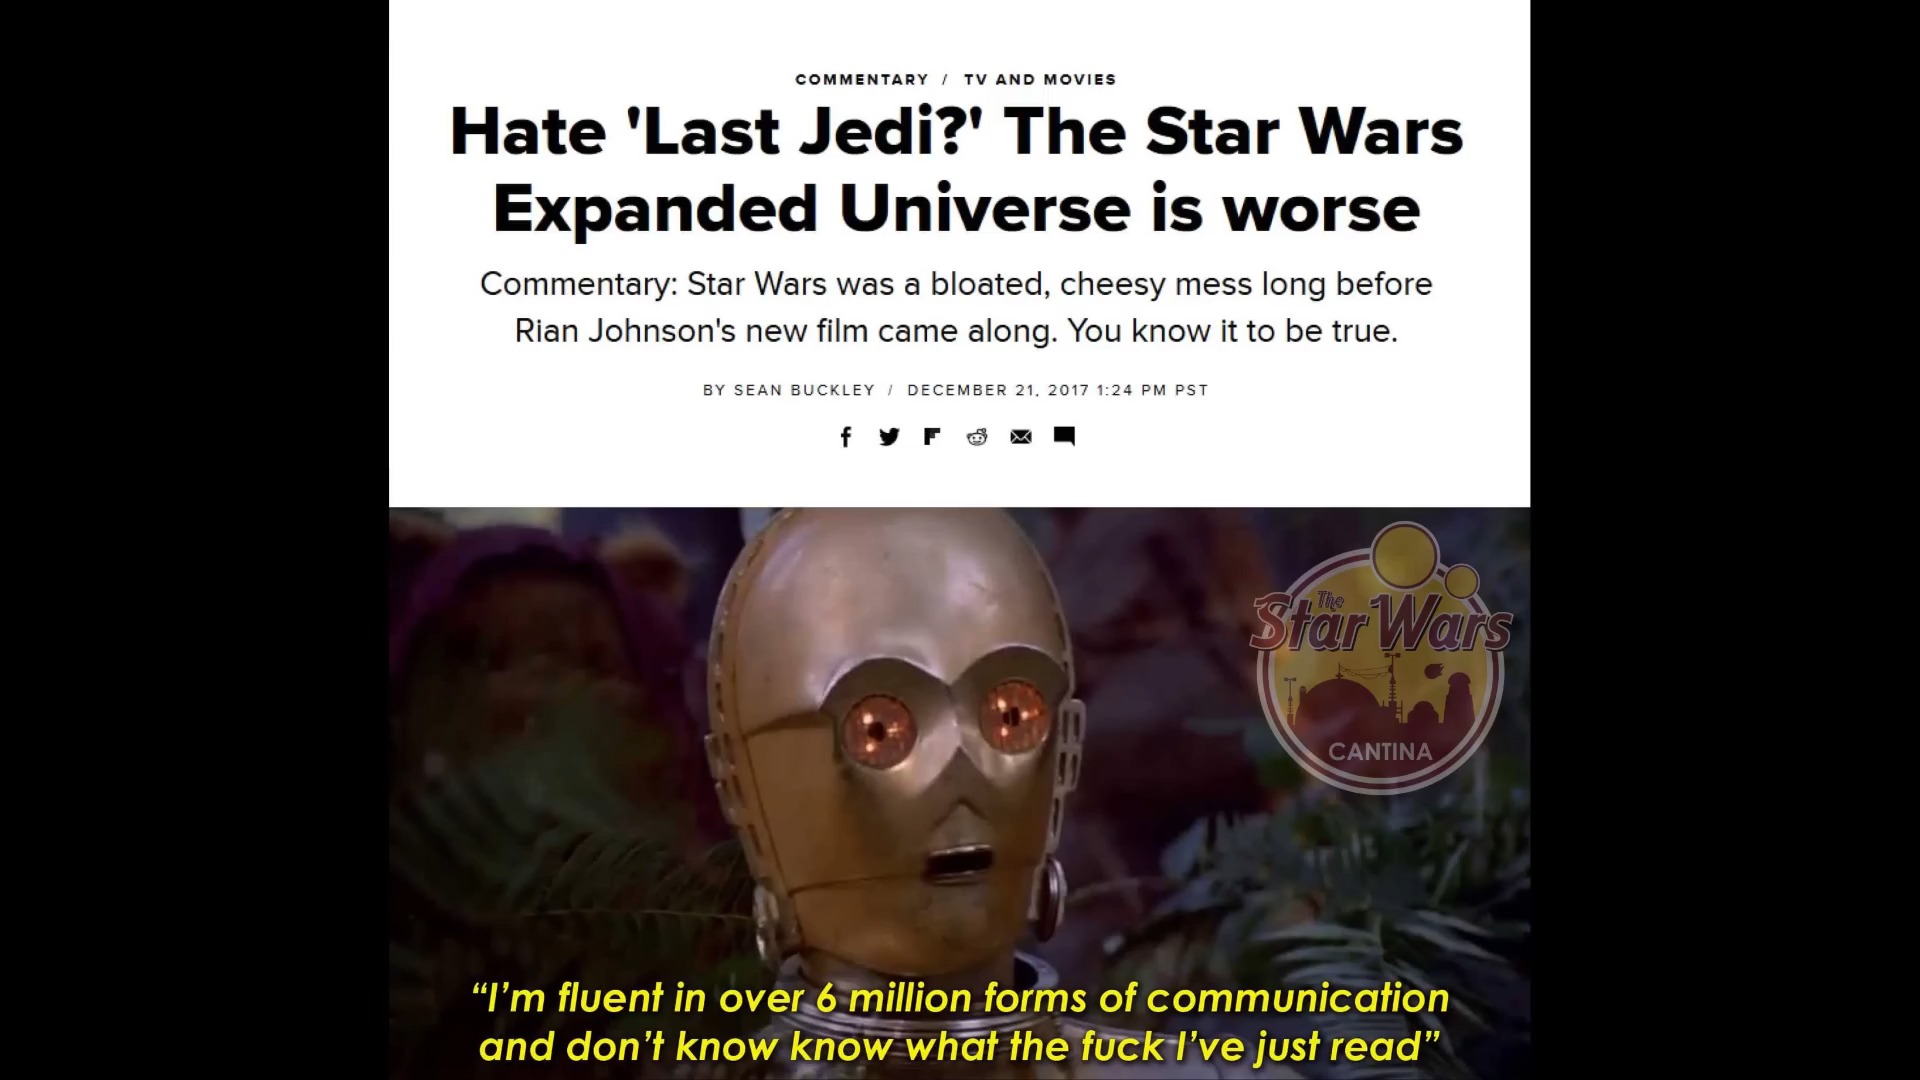 COMMENTARY / TV AND MOVIES
Hate 'Last Jedi?' The Star Wars
Expanded Universe is worse
Commentary: Star Wars was a bloated, cheesy mess long before
Rian Johnson's new film came along. You know it to be true.
BY SEAN BUCKLEY / DECEMBER 21, 2017 1:24 PM PST
The
Star Wars
CANTINA
“I’m fluent in over 6 million forms of communication
and don’t know know what the fuck I’ve just read”